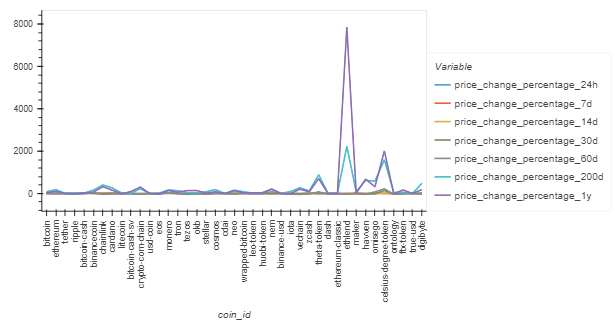 8000
6000
4000
2000
0
bitcoin
ethereum
tether
ripple
bitcoin-cash
binancecoin
chainlink
cardano
litecoin
bitcoin-cash-sv
crypto-com-chain
usd-coin
eos
monero
tron
tezos
okb
stellar
cosmos
cdai
neo
wrapped-bitcoin
leo-token
huobi-token
nem
binance-usd
iota
vechain
zcash
theta-token
dash
ethereum-classic
ethlend
maker
havven
omisego
celsius-degree-token
ontology
ftx-token
true-usd
digibyte
coin_id
Variable
price_change_percentage_24h
price_change_percentage_7d
price_change_percentage_14d
price_change_percentage_30d
price_change_percentage_60d
price_change_percentage_200d
price_change_percentage_1y